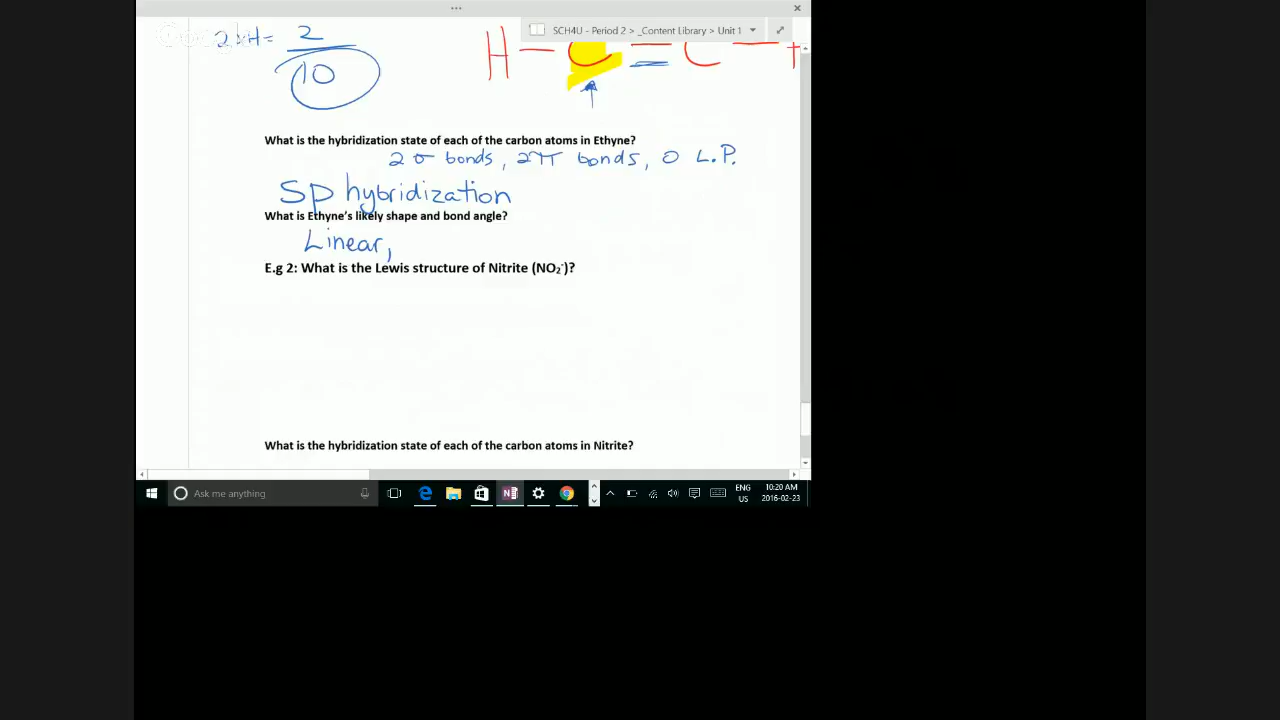 SCH4U - Period 2 > _Content Library > Unit 1
2
10
H — C = C —
What is the hybridization state of each of the carbon atoms in Ethyne?
2 σ bonds, 2 π bonds, 0 L.P.
Sp hybridization
What is Ethyne's likely shape and bond angle?
Linear,
E.g 2: What is the Lewis structure of Nitrite (NO₂⁻)?
What is the hybridization state of each of the carbon atoms in Nitrite?
Ask me anything
ENG
US
10:20 AM
2016-02-23